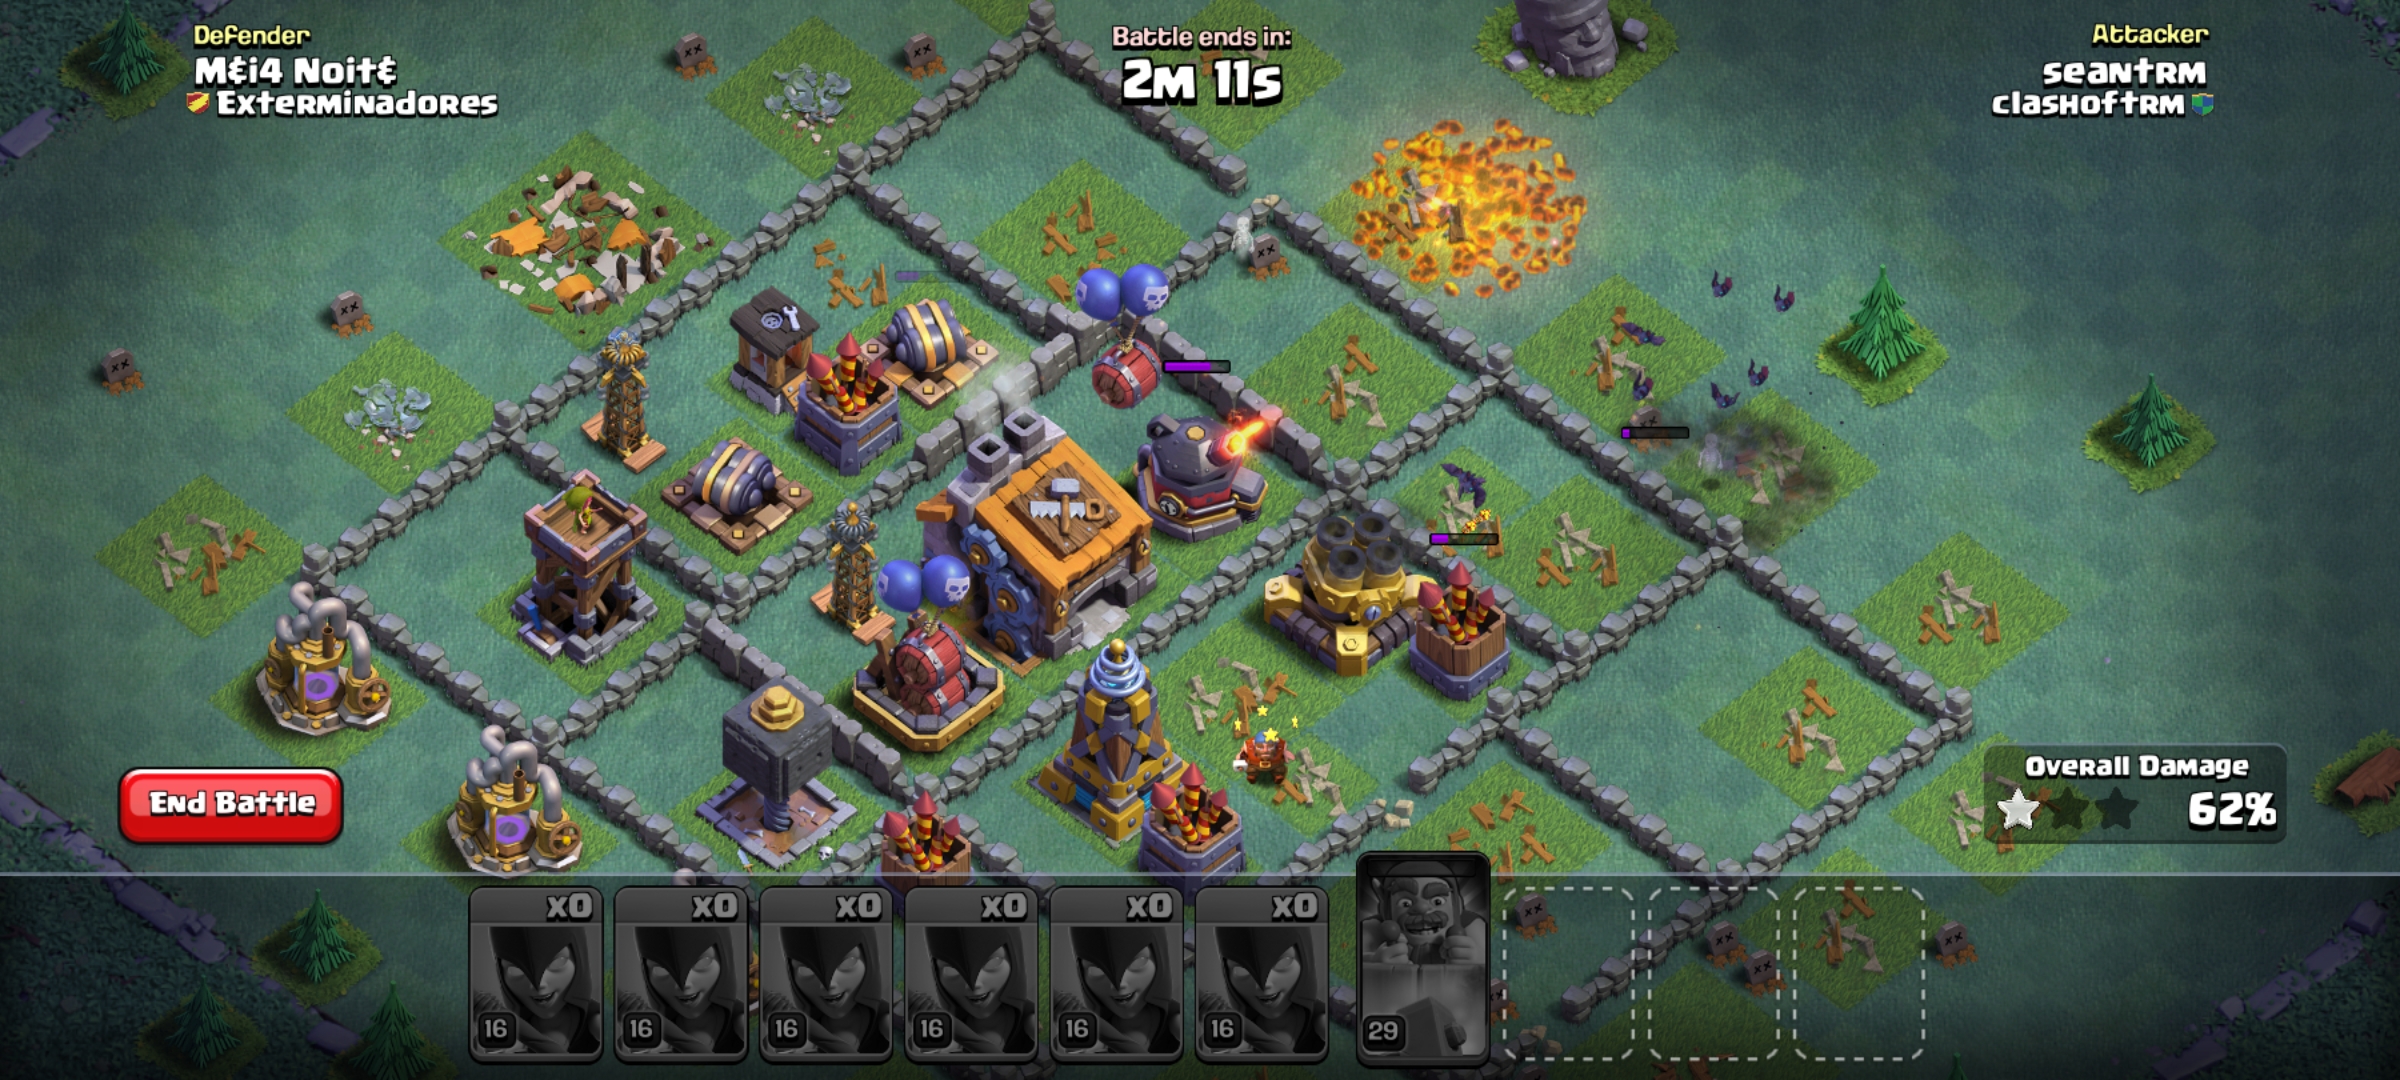 Defender
M€i4 Noit€
Exterminadores
Battle ends in:
2M 11s
Attacker
seantrm
clashoftrm
End Battle
Overall Damage
62%
x0
x0
x0
x0
x0
x0
16
16
16
16
16
16
29